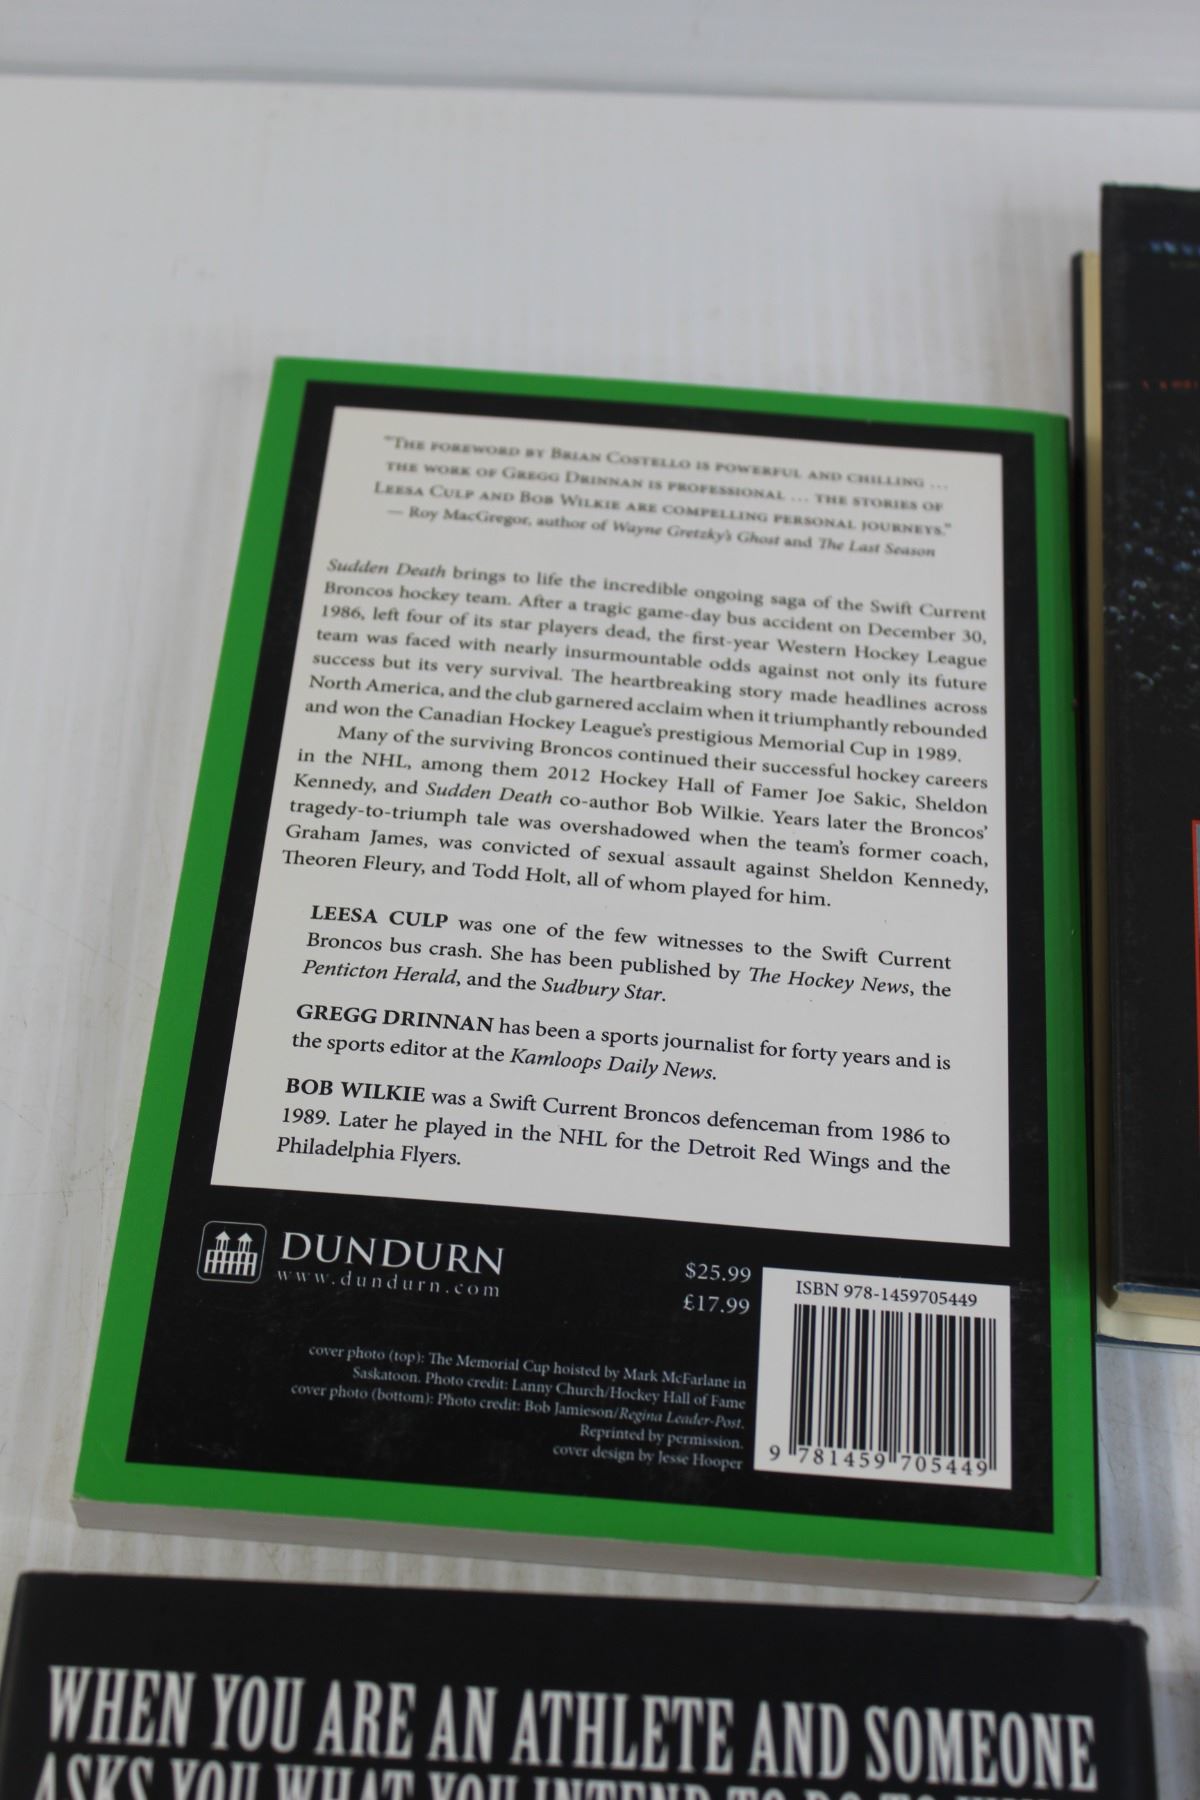 "The foreword by Brian Costello is powerful and chilling ...
the work of Gregg Drinnan is professional ... the stories of
Leesa Culp and Bob Wilkie are compelling personal journeys."
— Roy MacGregor, author of Wayne Gretzky's Ghost and The Last Season
Sudden Death brings to life the incredible ongoing saga of the Swift Current
Broncos hockey team. After a tragic game-day bus accident on December 30,
1986, left four of its star players dead, the first-year Western Hockey League
team was faced with nearly insurmountable odds against not only its future
success but its very survival. The heartbreaking story made headlines across
North America, and the club garnered acclaim when it triumphantly rebounded
and won the Canadian Hockey League's prestigious Memorial Cup in 1989.
Many of the surviving Broncos continued their successful hockey careers
in the NHL, among them 2012 Hockey Hall of Famer Joe Sakic, Sheldon
Kennedy, and Sudden Death co-author Bob Wilkie. Years later the Broncos'
tragedy-to-triumph tale was overshadowed when the team's former coach,
Graham James, was convicted of sexual assault against Sheldon Kennedy,
Theoren Fleury, and Todd Holt, all of whom played for him.
LEESA CULP was one of the few witnesses to the Swift Current
Broncos bus crash. She has been published by The Hockey News, the
Penticton Herald, and the Sudbury Star.
GREGG DRINNAN has been a sports journalist for forty years and is
the sports editor at the Kamloops Daily News.
BOB WILKIE was a Swift Current Broncos defenceman from 1986 to
1989. Later he played in the NHL for the Detroit Red Wings and the
Philadelphia Flyers.
DUNDURN
www.dundurn.com
$25.99
£17.99
ISBN 978-1459705449
cover photo (top): The Memorial Cup hoisted by Mark McFarlane in
Saskatoon. Photo credit: Lanny Church/Hockey Hall of Fame
cover photo (bottom): Photo credit: Bob Jamieson/Regina Leader-Post.
Reprinted by permission.
cover design by Jesse Hooper
9 781459 705449
WHEN YOU ARE AN ATHLETE AND SOMEONE
ASKS YOU WHAT YOU INTEND TO DO TO